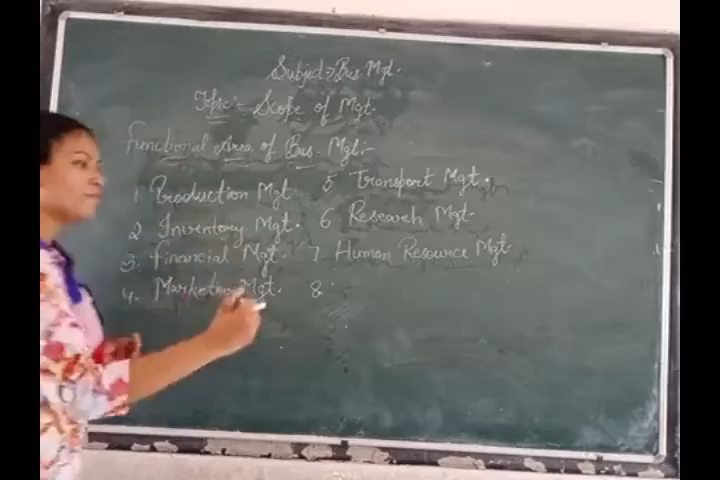 Subject → Bus. Mgt.
Topic:- Scope of Mgt.
Functional Area of Bus. Mgt:-
1 Production Mgt
2 Inventory Mgt.
3. Financial Mgt.
4. Marketing Mgt.
5 Transport Mgt.
6 Research Mgt.
7 Human Resource Mgt.
8